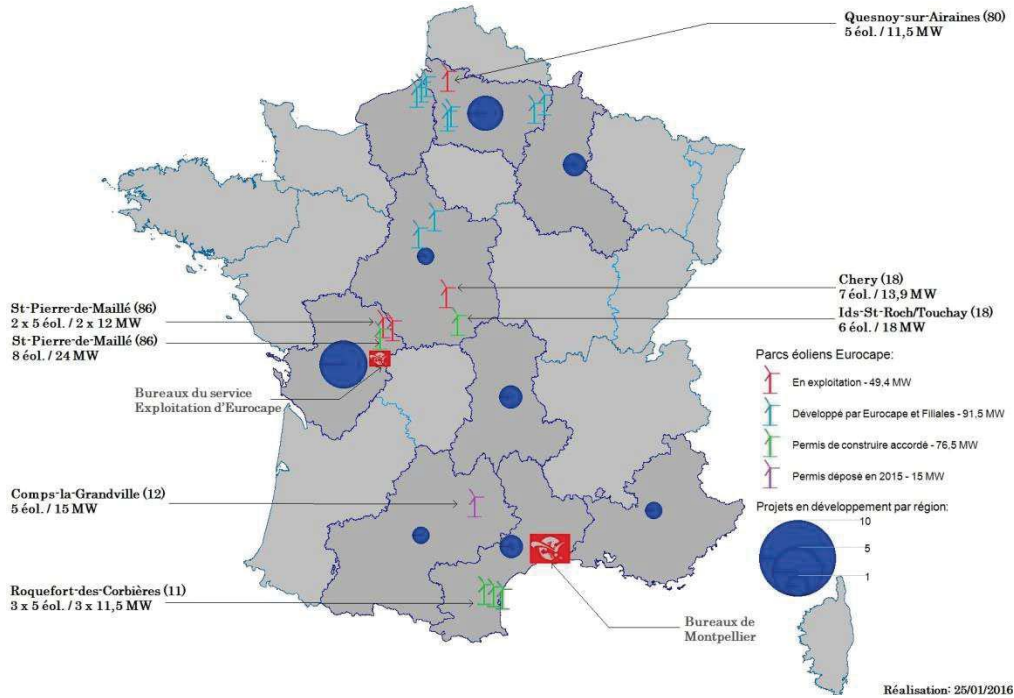 Quesnoy-sur-Airaines (80)
5 éol. / 11,5 MW
Chery (18)
7 éol. / 13,9 MW
Ids-St-Roch/Touchay (18)
6 éol. / 18 MW
St-Pierre-de-Maillé (86)
2 x 5 éol. / 2 x 12 MW
St-Pierre-de-Maillé (86)
8 éol. / 24 MW
Bureaux du service
Exploitation d'Eurocape
Parcs éoliens Eurocape:
En exploitation - 49,4 MW
Développé par Eurocape et Filiales - 91,5 MW
Permis de construire accordé - 76,5 MW
Permis déposé en 2015 - 15 MW
Comps-la-Grandville (12)
5 éol. / 15 MW
Projets en développement par région:
10
5
1
Roquefort-des-Corbières (11)
3 x 5 éol. / 3 x 11,5 MW
Bureaux de
Montpellier
Réalisation: 25/01/2016